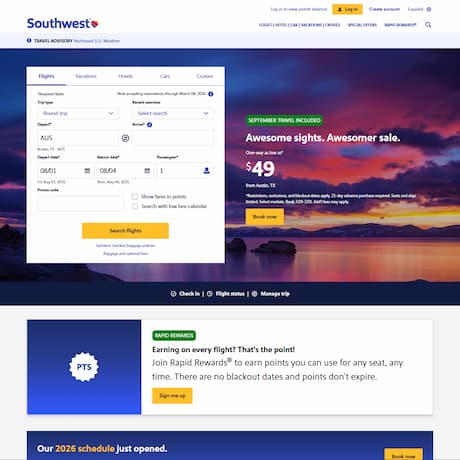 Southwest
Log in to view points balance
Log in
Create account
Español
FLIGHT | HOTEL | CAR | VACATIONS | CRUISES
SPECIAL OFFERS
RAPID REWARDS®
TRAVEL ADVISORY Northeast U.S. Weather
Flights
Vacations
Hotels
Cars
Cruises
*Required fields
Now accepting reservations through March 04, 2026.
Trip type
Recent searches
Round-trip
Select search
Depart*
Arrive*
AUS
Austin, TX - AUS
Depart date*
Return date*
Passengers*
08/01
08/04
1
Fri, Aug 01, 2025
Mon, Aug 04, 2025
Promo code
Show fares in points
Search with low fare calendar
Search flights
Updated checked baggage policies
Baggage and optional fees
SEPTEMBER TRAVEL INCLUDED
Awesome sights. Awesomer sale.
One-way as low as*
$49
from Austin, TX
*Restrictions, exclusions, and blackout dates apply. 21-day advance purchase required. Seats and days
limited. Select markets. Book
Add'l fees may apply.
Book now
Check in | Flight status | Manage trip
RAPID REWARDS
Earning on every flight? That's the point!
Join Rapid Rewards® to earn points you can use for any seat, any
time. There are no blackout dates and points don't expire.
PTS
Sign me up
Our 2026 schedule just opened.
Book now